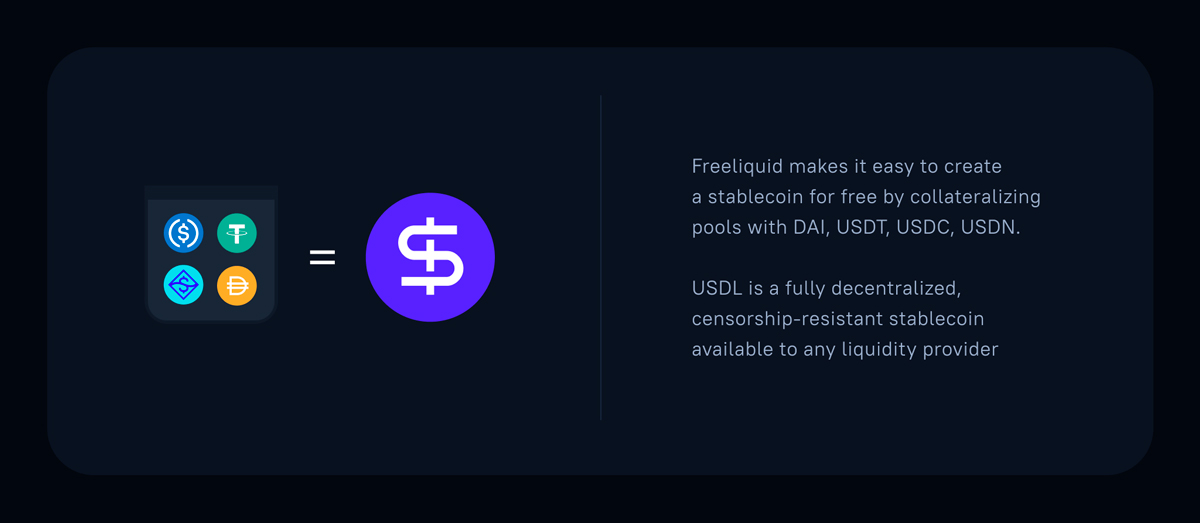 Freeliquid makes it easy to create
a stablecoin for free by collateralizing
pools with DAI, USDT, USDC, USDN.
USDL is a fully decentralized,
censorship-resistant stablecoin
available to any liquidity provider